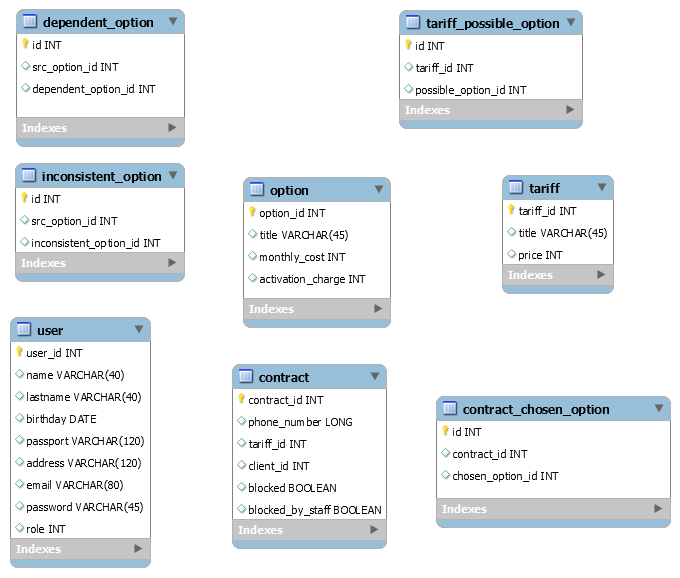 dependent_option
id INT
src_option_id INT
dependent_option_id INT
Indexes
tariff_possible_option
id INT
tariff_id INT
possible_option_id INT
Indexes
inconsistent_option
id INT
src_option_id INT
inconsistent_option_id INT
Indexes
option
option_id INT
title VARCHAR(45)
monthly_cost INT
activation_charge INT
Indexes
tariff
tariff_id INT
title VARCHAR(45)
price INT
Indexes
user
user_id INT
name VARCHAR(40)
lastname VARCHAR(40)
birthday DATE
passport VARCHAR(120)
address VARCHAR(120)
email VARCHAR(80)
password VARCHAR(45)
role INT
Indexes
contract
contract_id INT
phone_number LONG
tariff_id INT
client_id INT
blocked BOOLEAN
blocked_by_staff BOOLEAN
Indexes
contract_chosen_option
id INT
contract_id INT
chosen_option_id INT
Indexes